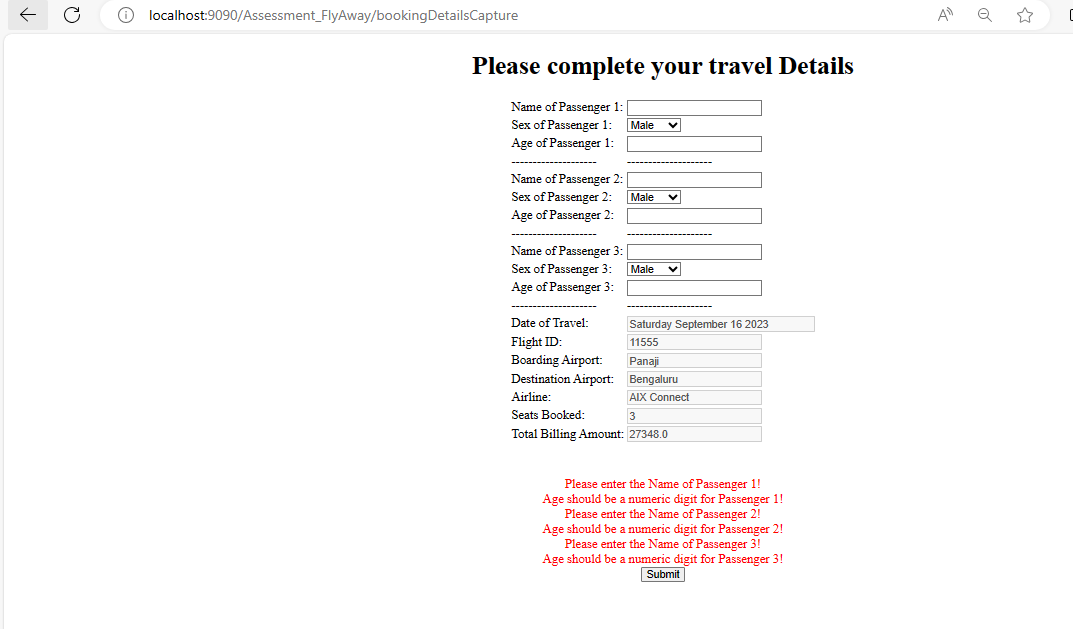 localhost:9090/Assessment_FlyAway/bookingDetailsCapture
Please complete your travel Details
Name of Passenger 1:
Sex of Passenger 1: Male
Age of Passenger 1:
-------------------- --------------------
Name of Passenger 2:
Sex of Passenger 2: Male
Age of Passenger 2:
-------------------- --------------------
Name of Passenger 3:
Sex of Passenger 3: Male
Age of Passenger 3:
-------------------- --------------------
Date of Travel: Saturday September 16 2023
Flight ID: 11555
Boarding Airport: Panaji
Destination Airport: Bengaluru
Airline: AIX Connect
Seats Booked: 3
Total Billing Amount: 27348.0
Please enter the Name of Passenger 1!
Age should be a numeric digit for Passenger 1!
Please enter the Name of Passenger 2!
Age should be a numeric digit for Passenger 2!
Please enter the Name of Passenger 3!
Age should be a numeric digit for Passenger 3!
Submit